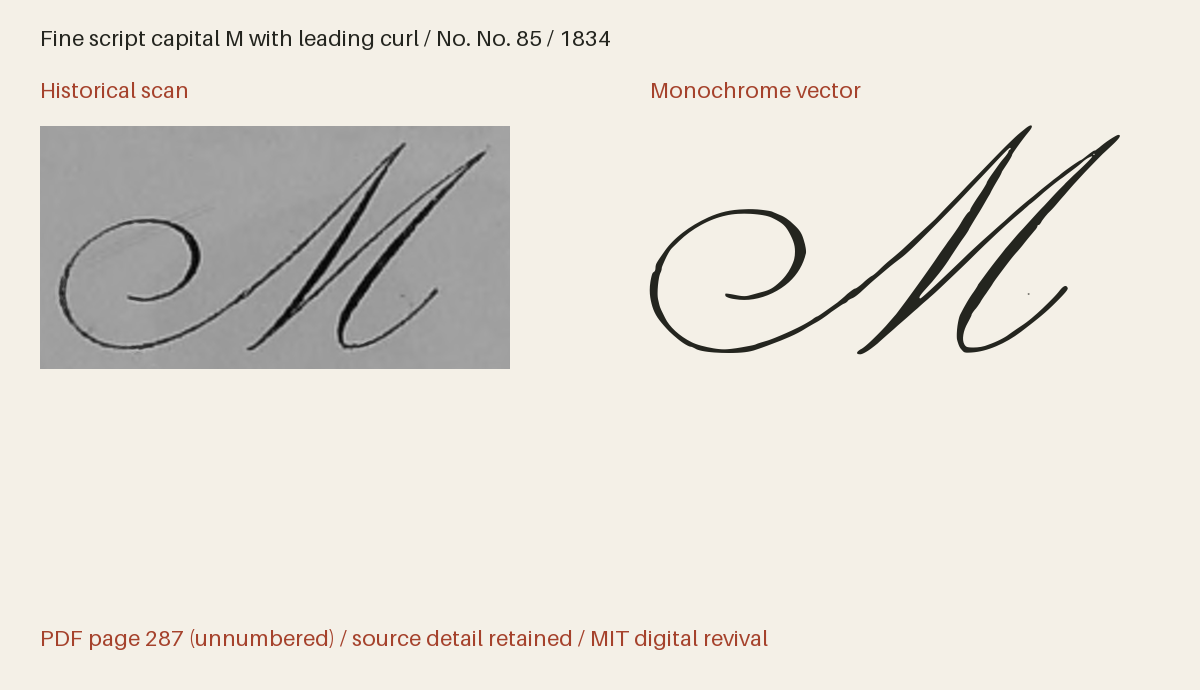 Fine script capital M with leading curl / No. No. 85 / 1834
Historical scan
Monochrome vector
M
M
PDF page 287 (unnumbered) / source detail retained / MIT digital revival